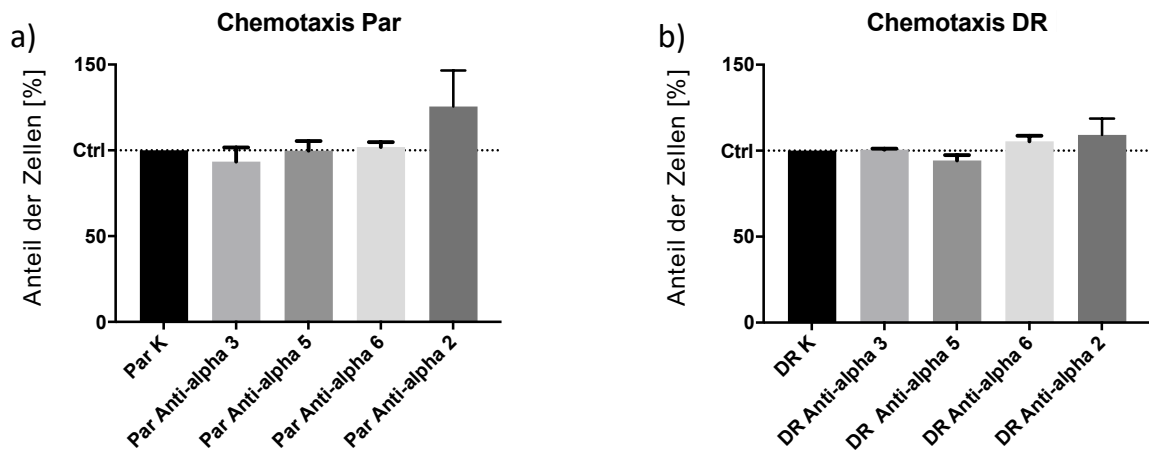 a)
Chemotaxis Par
Anteil der Zellen [%]
150
Ctrl
50
0
Par K
Par Anti-alpha 3
Par Anti-alpha 5
Par Anti-alpha 6
Par Anti-alpha 2
b)
Chemotaxis DR
Anteil der Zellen [%]
150
Ctrl
50
0
DR K
DR Anti-alpha 3
DR Anti-alpha 5
DR Anti-alpha 6
DR Anti-alpha 2